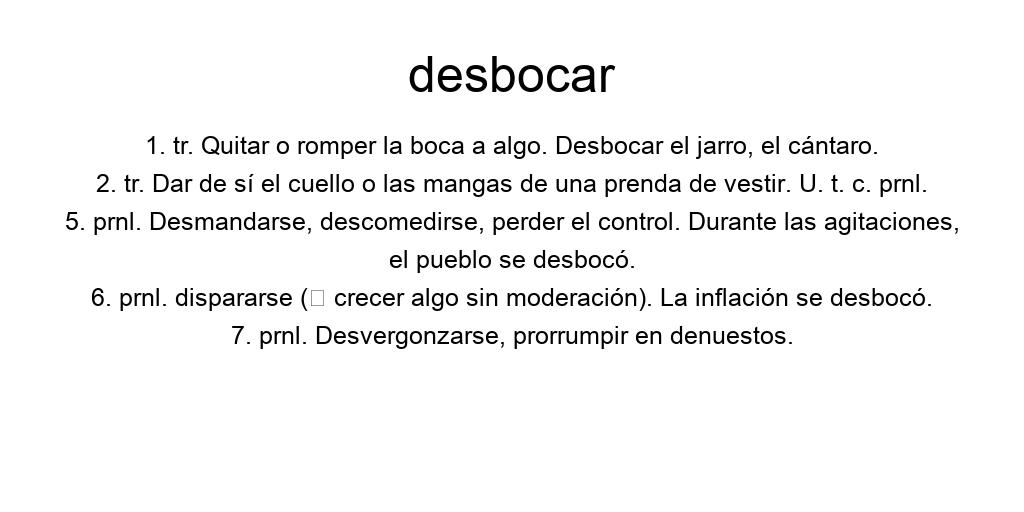 desbocar
1. tr. Quitar o romper la boca a algo. Desbocar el jarro, el cántaro.
2. tr. Dar de sí el cuello o las mangas de una prenda de vestir. U. t. c. prnl.
5. prnl. Desmandarse, descomedirse, perder el control. Durante las agitaciones,
el pueblo se desbocó.
6. prnl. dispararse (▯ crecer algo sin moderación). La inflación se desbocó.
7. prnl. Desvergonzarse, prorrumpir en denuestos.